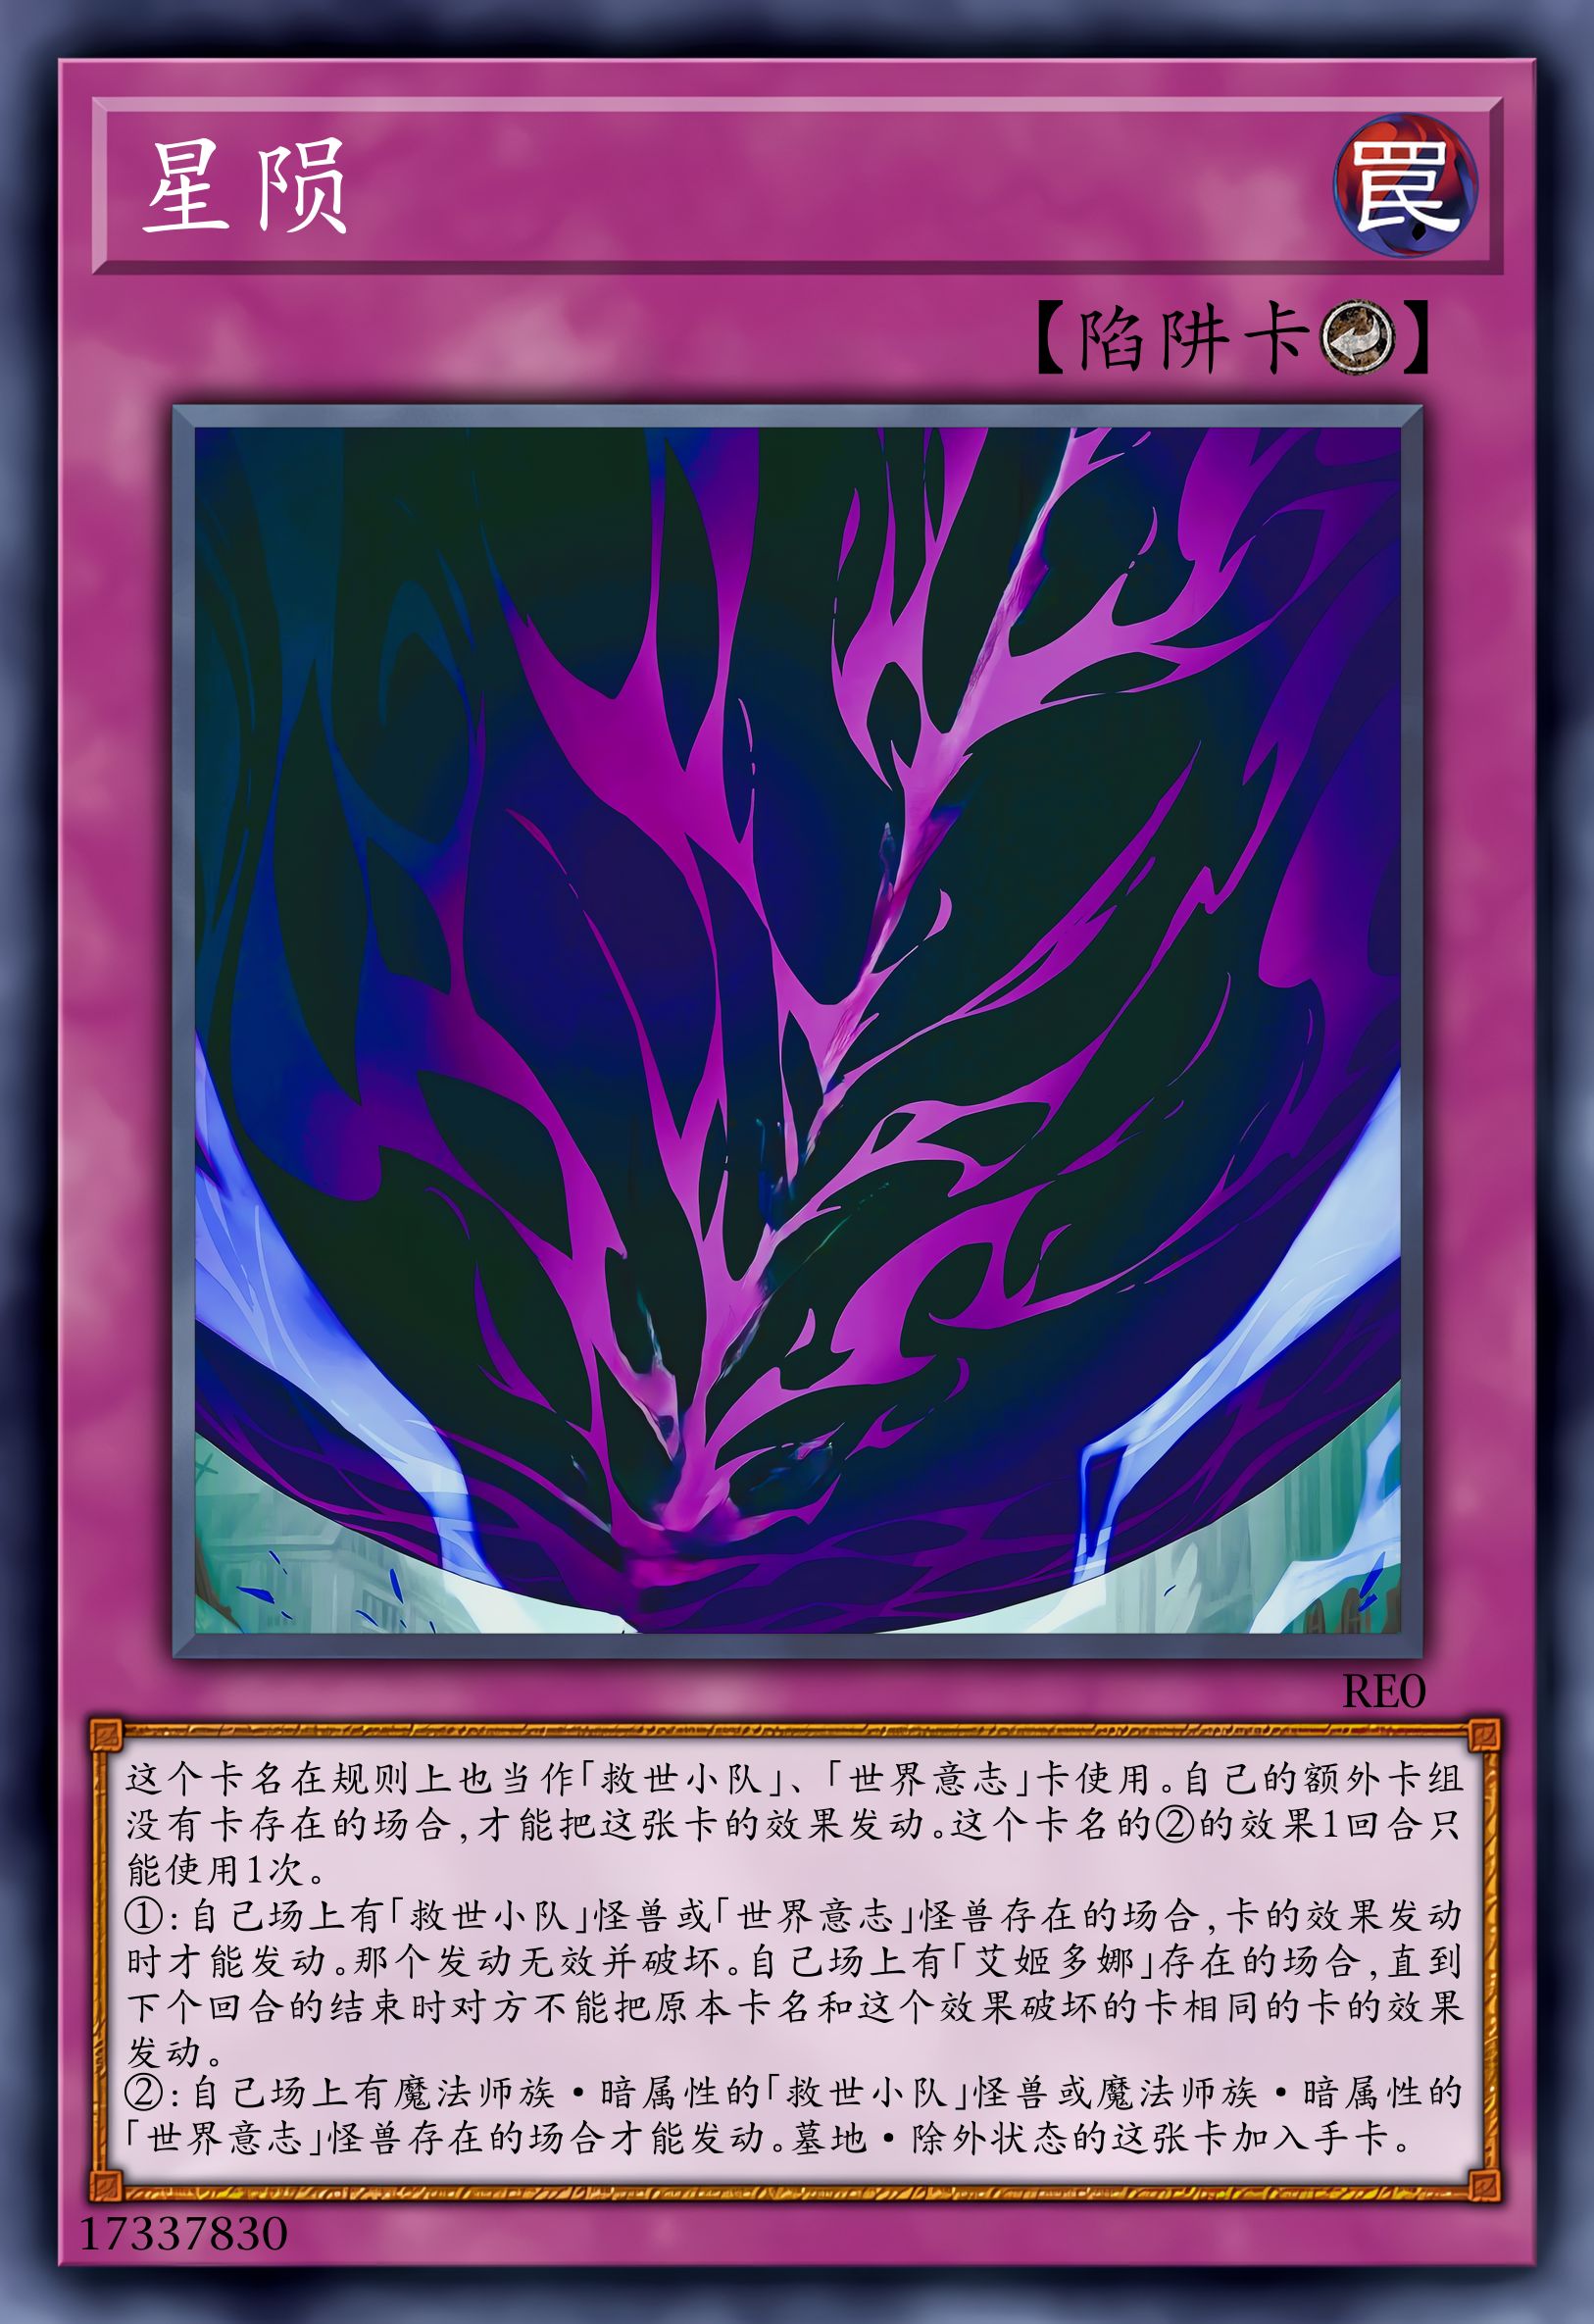 星陨
罠
【陷阱卡】
RE0
这个卡名在规则上也当作「救世小队」、「世界意志」卡使用。自己的额外卡组
没有卡存在的场合,才能把这张卡的效果发动。这个卡名的②的效果1回合只
能使用1次。
①:自己场上有「救世小队」怪兽或「世界意志」怪兽存在的场合,卡的效果发动
时才能发动。那个发动无效并破坏。自己场上有「艾姬多娜」存在的场合,直到
下个回合的结束时对方不能把原本卡名和这个效果破坏的卡相同的卡的效果
发动。
②:自己场上有魔法师族·暗属性的「救世小队」怪兽或魔法师族·暗属性的
「世界意志」怪兽存在的场合才能发动。墓地·除外状态的这张卡加入手卡。
17337830